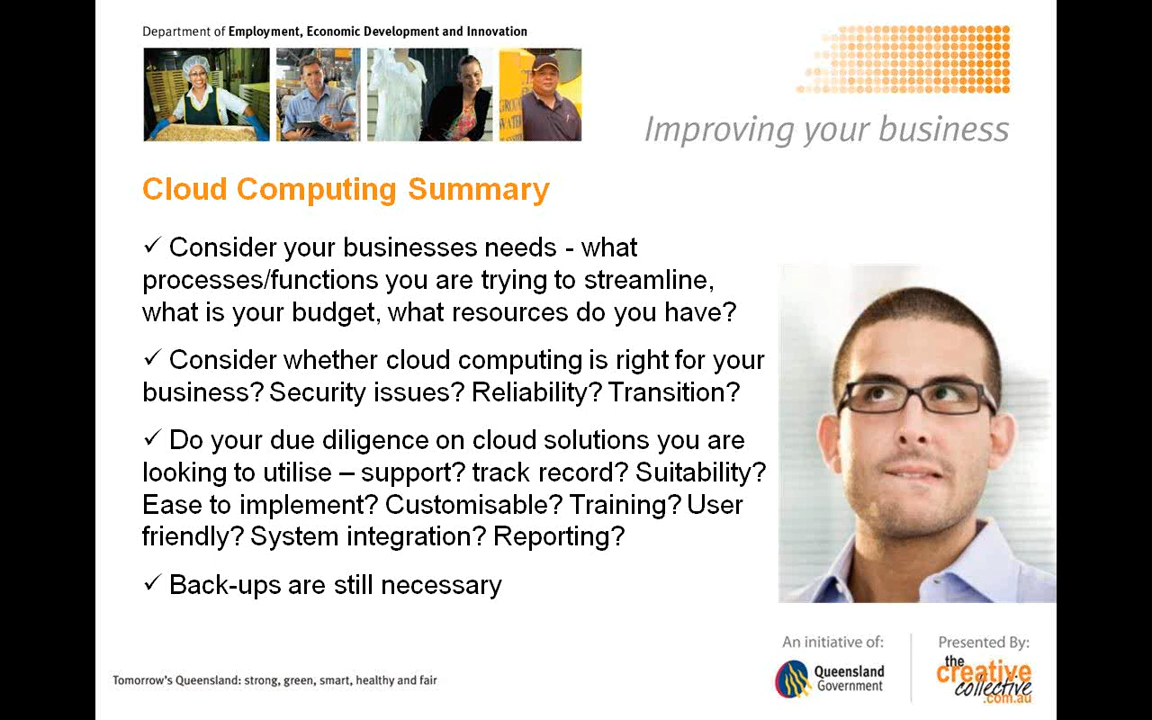 Department of Employment, Economic Development and Innovation
Improving your business
Cloud Computing Summary
✓ Consider your businesses needs - what
processes/functions you are trying to streamline,
what is your budget, what resources do you have?
✓ Consider whether cloud computing is right for your
business? Security issues? Reliability? Transition?
✓ Do your due diligence on cloud solutions you are
looking to utilise – support? track record? Suitability?
Ease to implement? Customisable? Training? User
friendly? System integration? Reporting?
✓ Back-ups are still necessary
An initiative of:
Queensland
Government
Presented By:
the
creative
collective
.com.au
Tomorrow's Queensland: strong, green, smart, healthy and fair